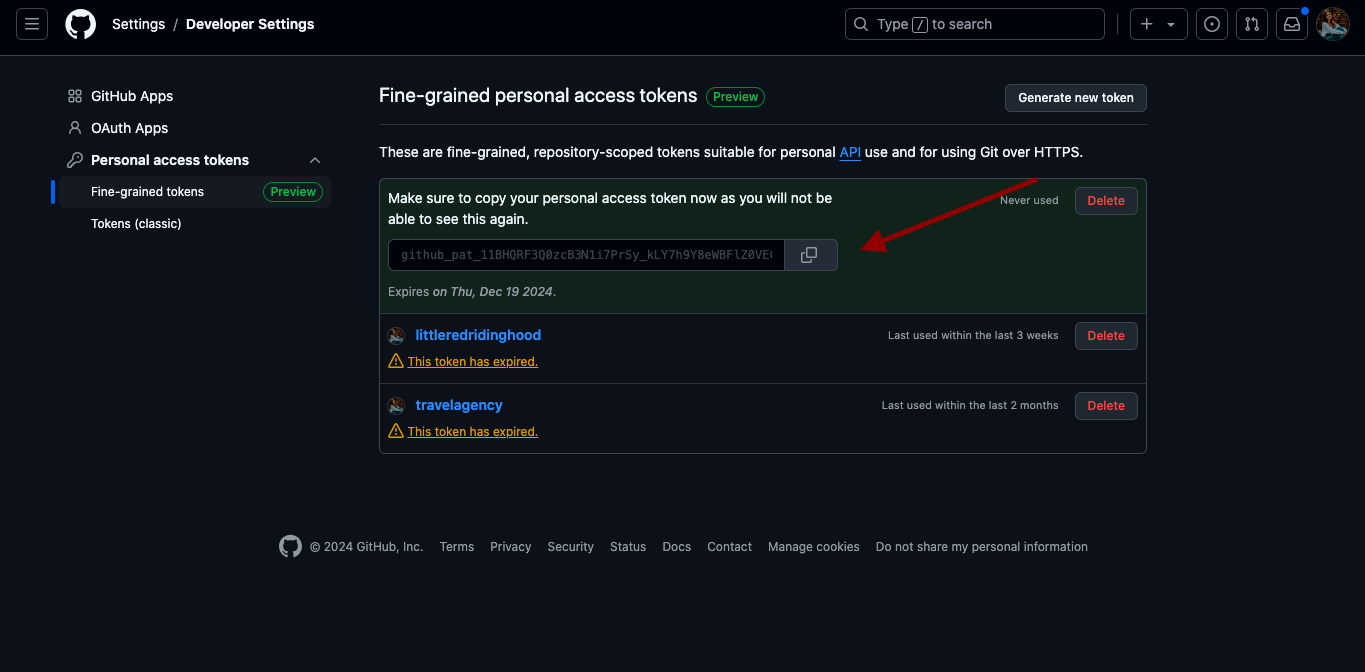 Settings / Developer Settings
Type / to search
GitHub Apps
OAuth Apps
Personal access tokens
Fine-grained tokens Preview
Tokens (classic)
Fine-grained personal access tokens Preview
Generate new token
These are fine-grained, repository-scoped tokens suitable for personal API use and for using Git over HTTPS.
Make sure to copy your personal access token now as you will not be
able to see this again.
Never used
Delete
Expires on Thu, Dec 19 2024.
littleredridinghood
Last used within the last 3 weeks
Delete
This token has expired.
travelagency
Last used within the last 2 months
Delete
This token has expired.
© 2024 GitHub, Inc. Terms Privacy Security Status Docs Contact Manage cookies Do not share my personal information